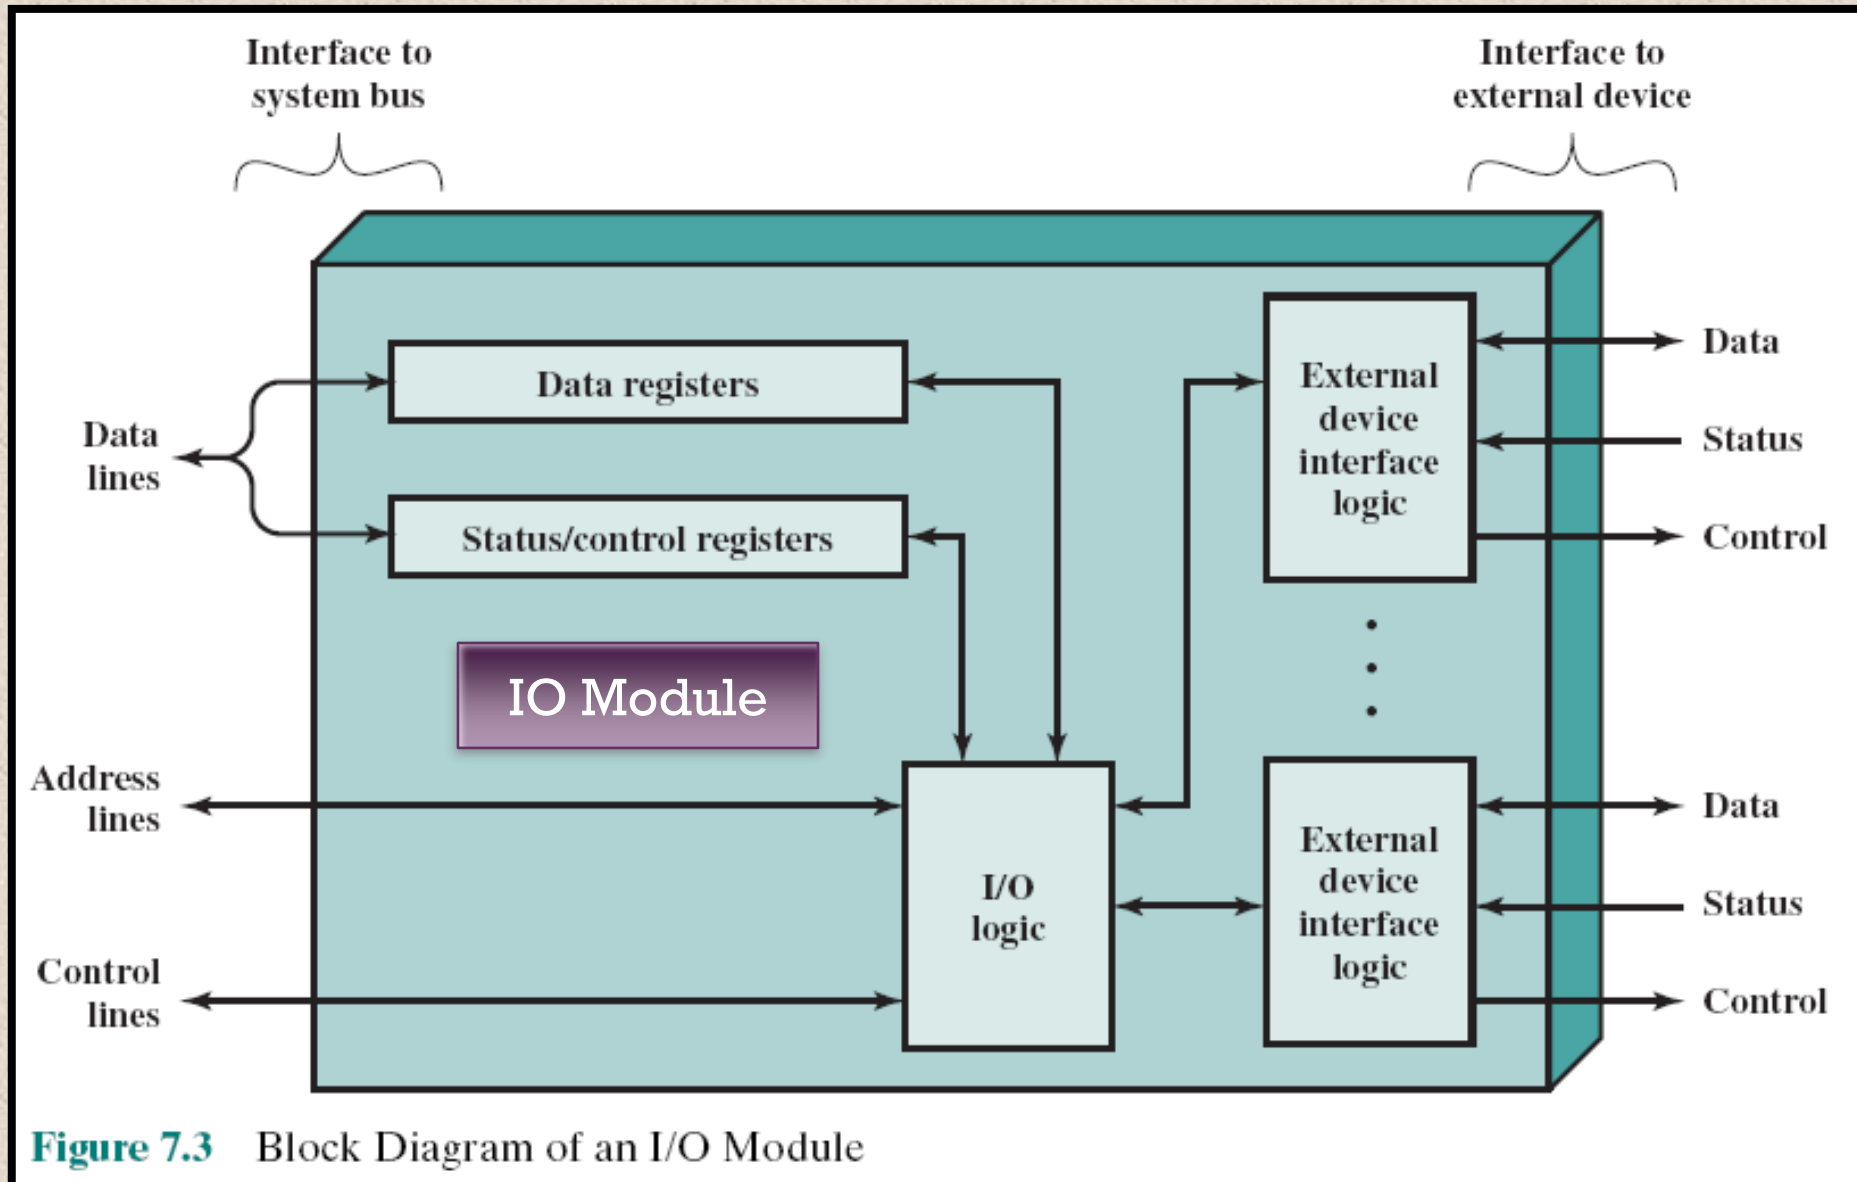 Interface to
system bus
Interface to
external device
Data registers
Data
lines
Status/control registers
External
device
interface
logic
Data
Status
Control
IO Module
Address
lines
Control
lines
I/O
logic
External
device
interface
logic
Data
Status
Control
Figure 7.3 Block Diagram of an I/O Module